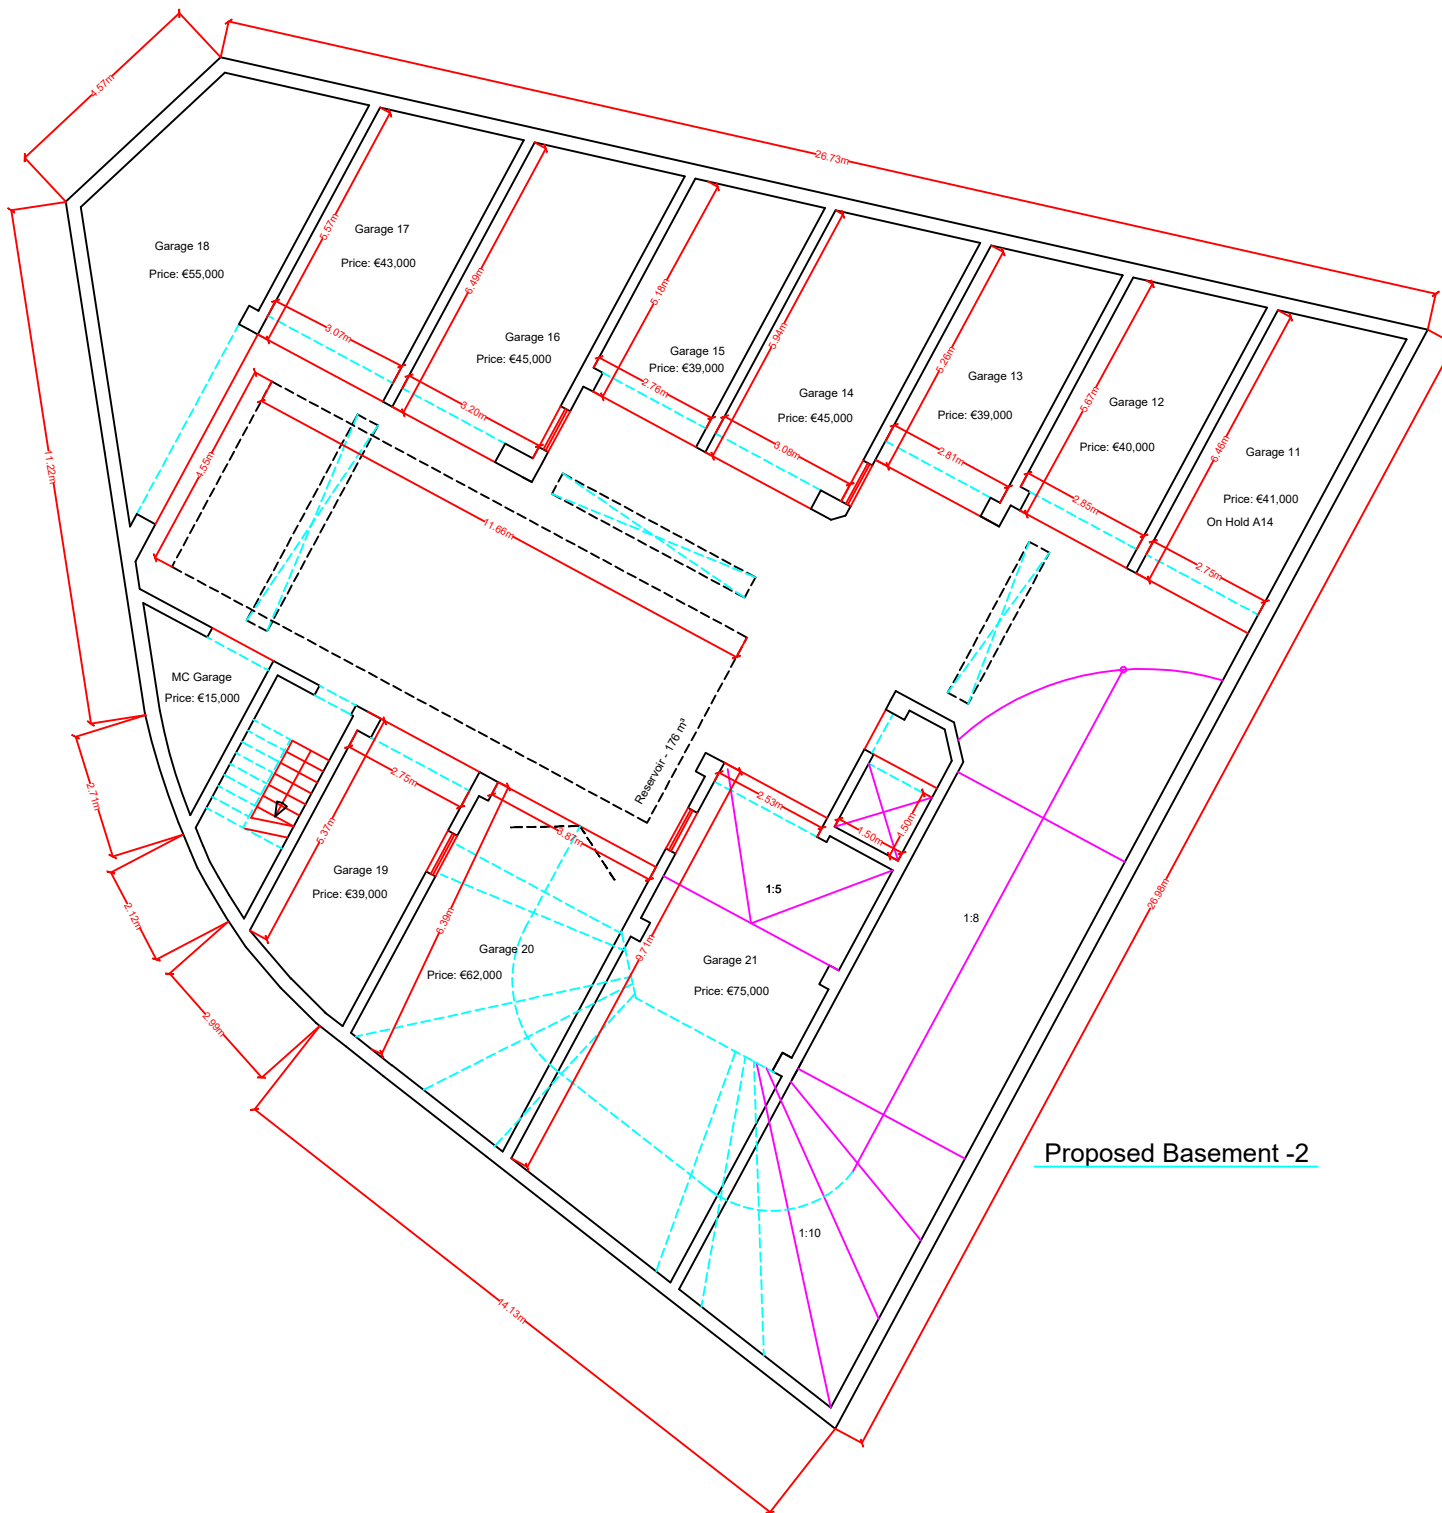 4.57m
26.73m
Garage 18
Price: €55,000
Garage 17
Price: €43,000
5.57m
3.07m
Garage 16
Price: €45,000
6.49m
3.20m
Garage 15
Price: €39,000
5.18m
2.76m
Garage 14
Price: €45,000
5.94m
3.08m
Garage 13
Price: €39,000
5.26m
2.81m
Garage 12
Price: €40,000
5.67m
2.85m
Garage 11
Price: €41,000
On Hold A14
6.46m
2.75m
11.22m
4.55m
11.66m
Reservoir - 176 m³
MC Garage
Price: €15,000
2.71m
2.12m
2.99m
2.75m
5.37m
Garage 19
Price: €39,000
3.87m
6.39m
Garage 20
Price: €62,000
2.53m
9.71m
1:5
Garage 21
Price: €75,000
1.50m
1.50m
1:8
26.98m
1:10
14.13m
Proposed Basement -2